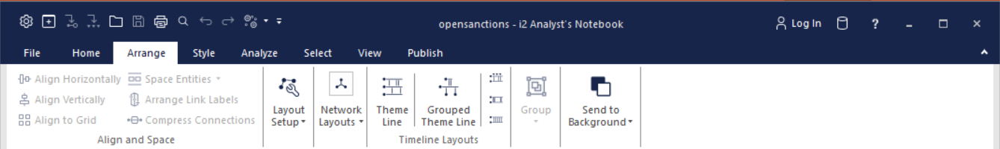 opensanctions - i2 Analyst's Notebook
Log In
?
File Home Arrange Style Analyze Select View Publish
Align Horizontally
Align Vertically
Align to Grid
Space Entities
Arrange Link Labels
Compress Connections
Align and Space
Layout
Setup
Network
Layouts
Theme
Line
Grouped
Theme Line
Timeline Layouts
Group
Send to
Background